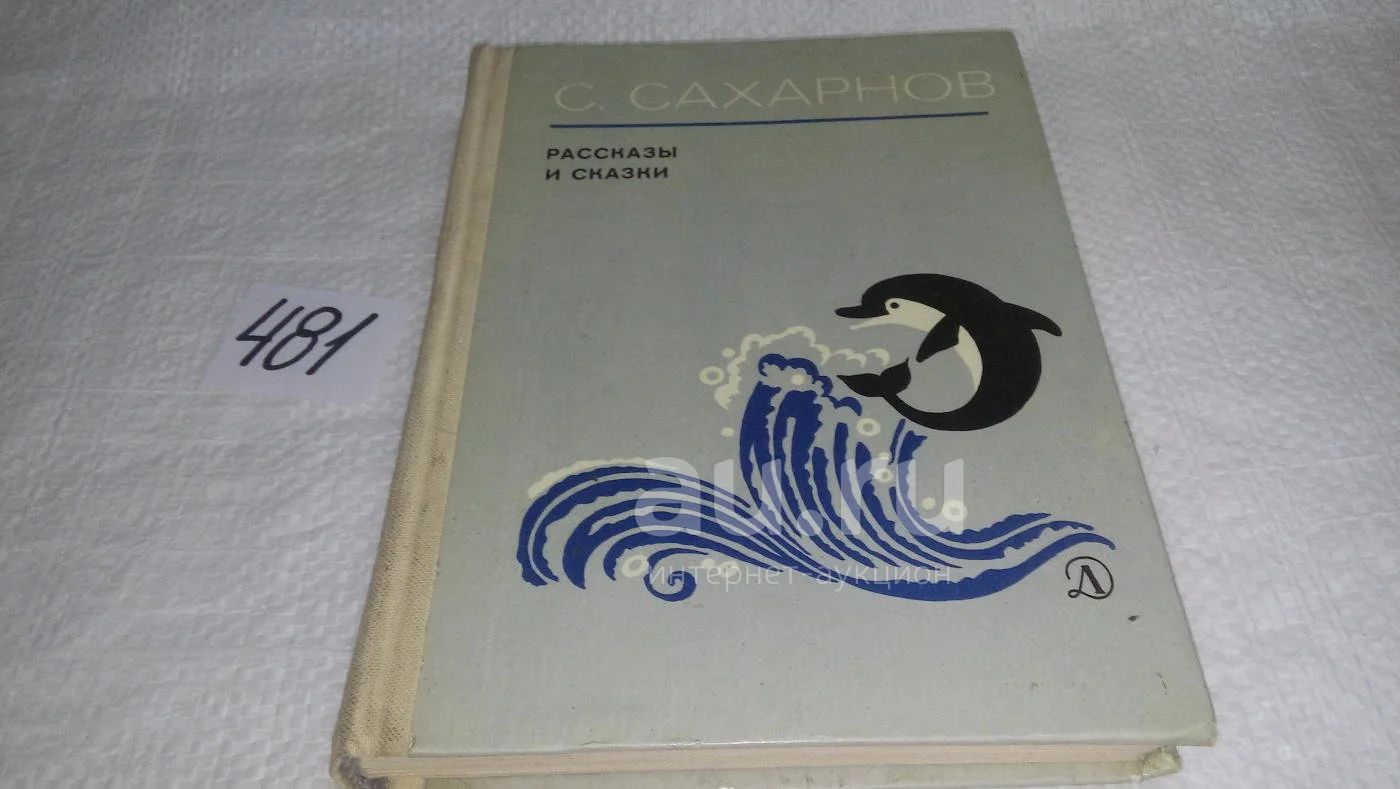 С. САХАРНОВ
РАССКАЗЫ
И СКАЗКИ
481
au.ru
интернет-аукцион